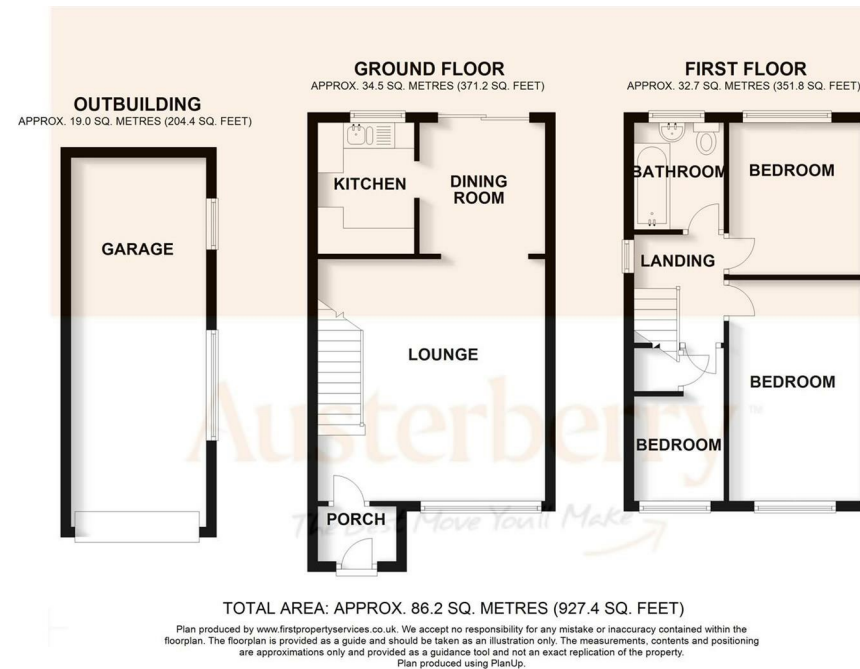 OUTBUILDING
APPROX. 19.0 SQ. METRES (204.4 SQ. FEET)
GARAGE
GROUND FLOOR
APPROX. 34.5 SQ. METRES (371.2 SQ. FEET)
KITCHEN
DINING
ROOM
LOUNGE
PORCH
FIRST FLOOR
APPROX. 32.7 SQ. METRES (351.8 SQ. FEET)
BATHROOM
BEDROOM
LANDING
BEDROOM
BEDROOM
Austerberry™
The Best Move You'll Make
TOTAL AREA: APPROX. 86.2 SQ. METRES (927.4 SQ. FEET)
Plan produced by www.firstpropertyservices.co.uk. We accept no responsibility for any mistake or inaccuracy contained within the
floorplan. The floorplan is provided as a guide and should be taken as an illustration only. The measurements, contents and positioning
are approximations only and provided as a guidance tool and not an exact replication of the property.
Plan produced using PlanUp.